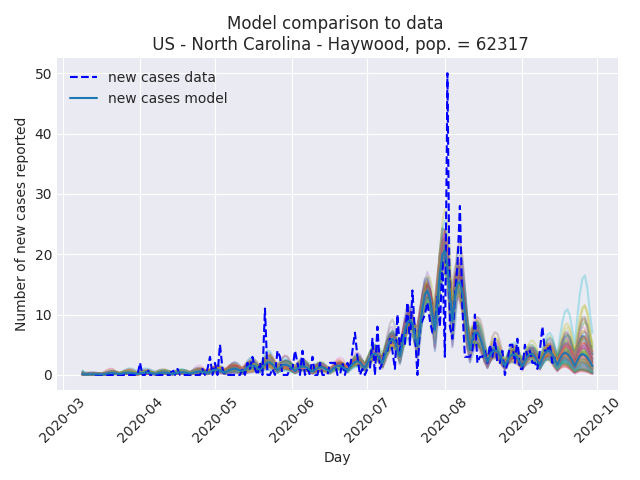 Model comparison to data
US - North Carolina - Haywood, pop. = 62317
new cases data
new cases model
Number of new cases reported
50
40
30
20
10
0
2020-03
2020-04
2020-05
2020-06
2020-07
2020-08
2020-09
2020-10
Day